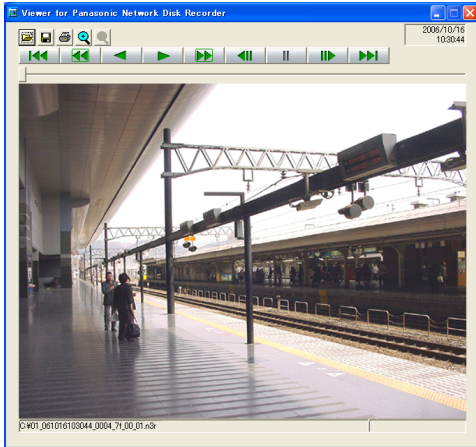 Viewer for Panasonic Network Disk Recorder
2006/10/16
10:30:44
C:¥01_061016103044_0004_7f_00_01.n3r